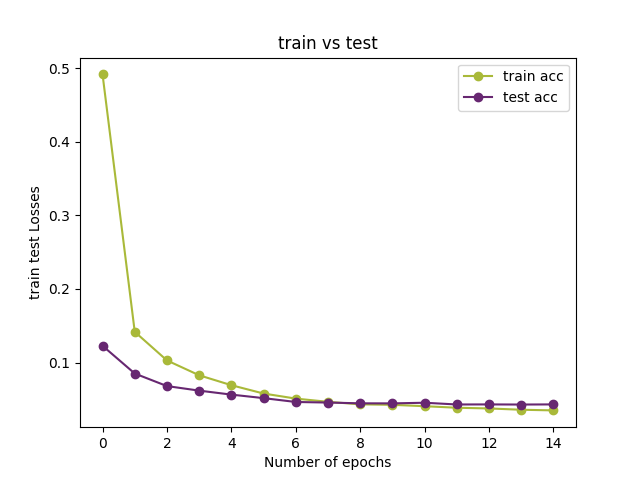 train vs test
train acc
test acc
train test Losses
0.5
0.4
0.3
0.2
0.1
0 2 4 6 8 10 12 14
Number of epochs